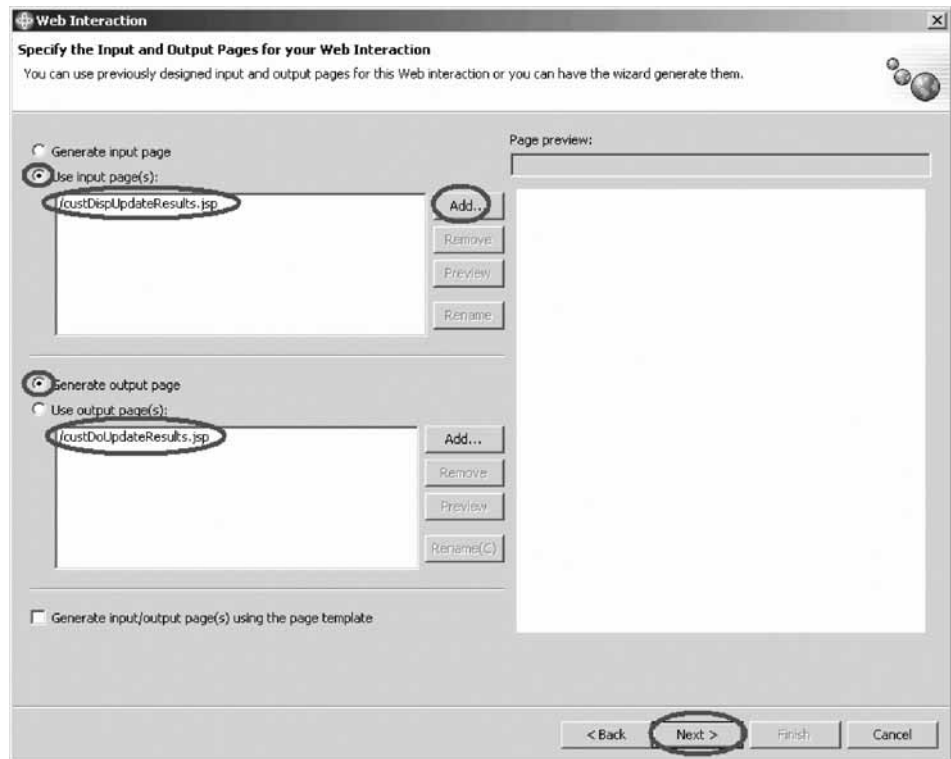 Web Interaction
Specify the Input and Output Pages for your Web Interaction
You can use previously designed input and output pages for this Web interaction or you can have the wizard generate them.
Generate input page
Use input page(s):
/custDispUpdateResults.jsp
Add...
Remove
Preview
Rename
Page preview:
Generate output page
Use output page(s):
/custDoUpdateResults.jsp
Add...
Remove
Preview
Rename(C)
Generate input/output page(s) using the page template
< Back
Next >
Finish
Cancel